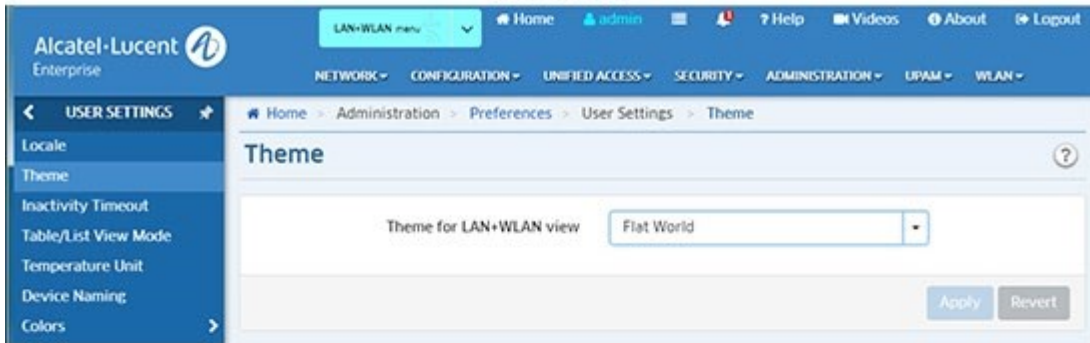 LAN+WLAN menu
Home admin ? Help Videos About Logout
Alcatel·Lucent
Enterprise
NETWORK CONFIGURATION UNIFIED ACCESS SECURITY ADMINISTRATION UPAM WLAN
USER SETTINGS
Home > Administration > Preferences > User Settings > Theme
Locale
Theme
Inactivity Timeout
Table/List View Mode
Temperature Unit
Device Naming
Colors >
Theme
?
Theme for LAN+WLAN view Flat World
Apply Revert